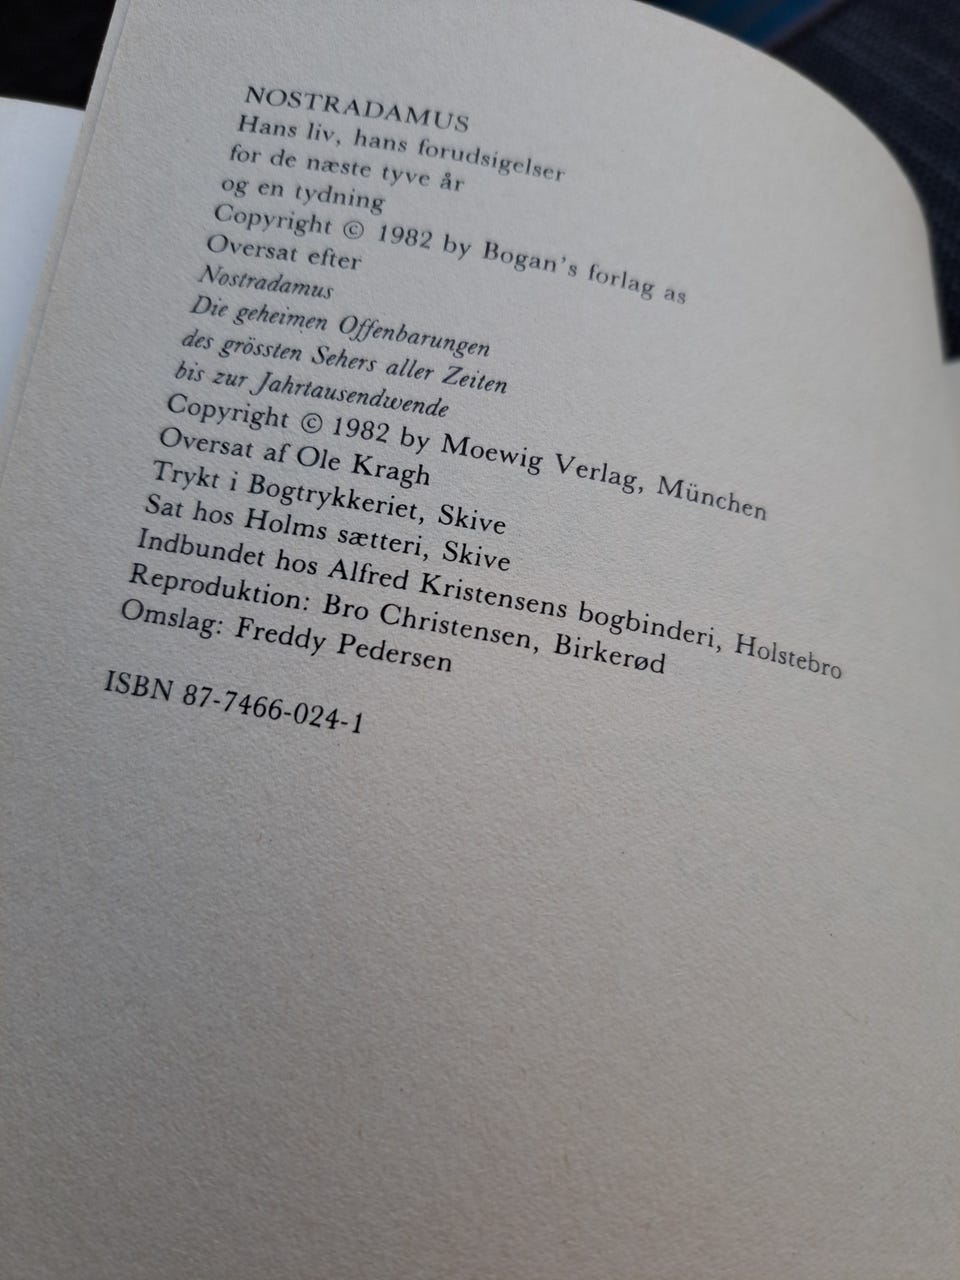 NOSTRADAMUS
Hans liv, hans forudsigelser
for de næste tyve år
og en tydning
Copyright © 1982 by Bogan's forlag as
Oversat efter
Nostradamus
Die geheimen Offenbarungen
des grössten Sehers aller Zeiten
bis zur Jahrtausendwende
Copyright © 1982 by Moewig Verlag, München
Oversat af Ole Kragh
Trykt i Bogtrykkeriet, Skive
Sat hos Holms sætteri, Skive
Indbundet hos Alfred Kristensens bogbinderi, Holstebro
Reproduktion: Bro Christensen, Birkerød
Omslag: Freddy Pedersen
ISBN 87-7466-024-1